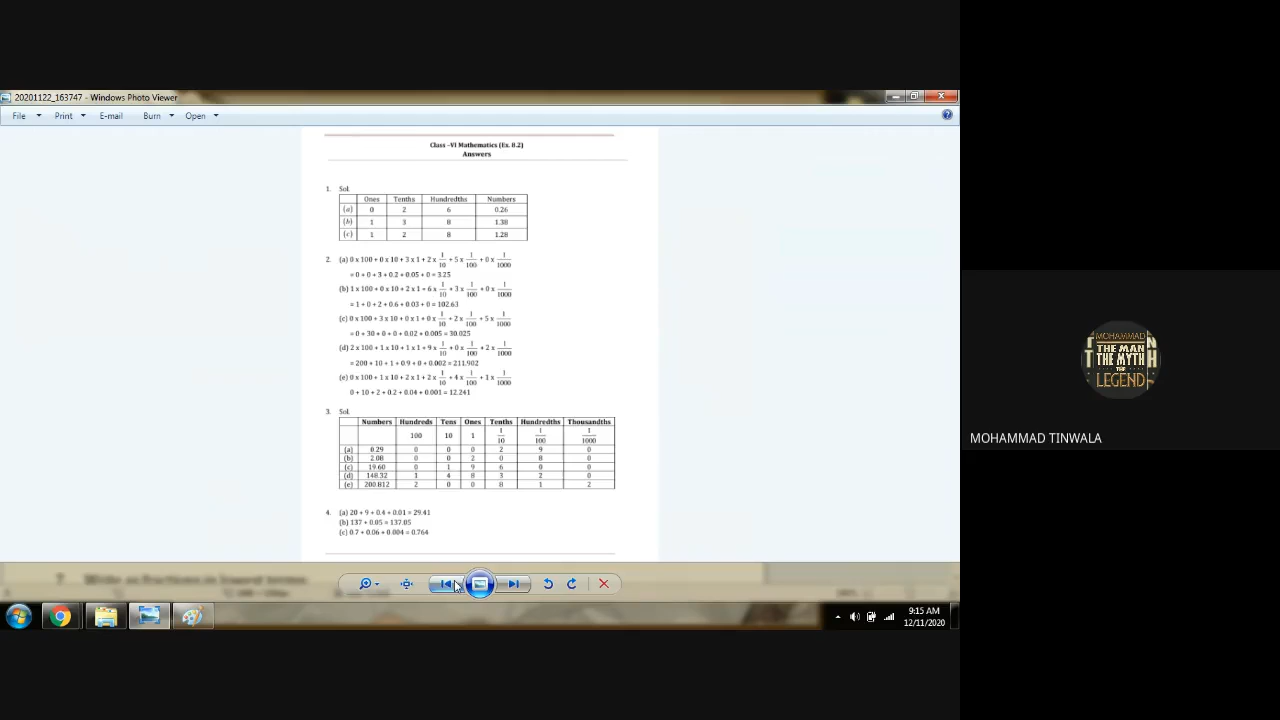 20201122_163747 - Windows Photo Viewer
File Print E-mail Burn Open
Class -VI Mathematics (Ex. 8.2)
Answers
1. Sol.
Ones Tenths Hundredths Numbers
(a) 0 2 6 0.26
(b) 1 3 8 1.38
(c) 1 2 8 1.28
2. (a) 0 x 100 + 0 x 10 + 3 x 1 + 2 x 1/10 + 5 x 1/100 + 0 x 1/1000
= 0 + 0 + 3 + 0.2 + 0.05 + 0 = 3.25
(b) 1 x 100 + 0 x 10 + 2 x 1 + 6 x 1/10 + 3 x 1/100 + 0 x 1/1000
= 1 + 0 + 2 + 0.6 + 0.03 + 0 = 102.63
(c) 0 x 100 + 3 x 10 + 0 x 1 + 0 x 1/10 + 2 x 1/100 + 5 x 1/1000
= 0 + 30 + 0 + 0 + 0.02 + 0.005 = 30.025
(d) 2 x 100 + 1 x 10 + 1 x 1 + 9 x 1/10 + 0 x 1/100 + 2 x 1/1000
= 200 + 10 + 1 + 0.9 + 0 + 0.002 = 211.902
(e) 0 x 100 + 1 x 10 + 2 x 1 + 2 x 1/10 + 4 x 1/100 + 1 x 1/1000
0 + 10 + 2 + 0.2 + 0.04 + 0.001 = 12.241
3. Sol.
Numbers Hundreds Tens Ones Tenths Hundredths Thousandths
100 10 1 1/10 1/100 1/1000
(a) 0.29 0 0 0 2 9 0
(b) 2.08 0 0 2 0 8 0
(c) 19.60 0 1 9 6 0 0
(d) 148.32 1 4 8 3 2 0
(e) 200.812 2 0 0 8 1 2
4. (a) 20 + 9 + 0.4 + 0.01 = 29.41
(b) 137 + 0.05 = 137.05
(c) 0.7 + 0.06 + 0.004 = 0.764
7 Write as fractions in lowest terms.
9:15 AM
12/11/2020
MOHAMMAD
THE MAN
THE MYTH
THE
LEGEND
MOHAMMAD TINWALA